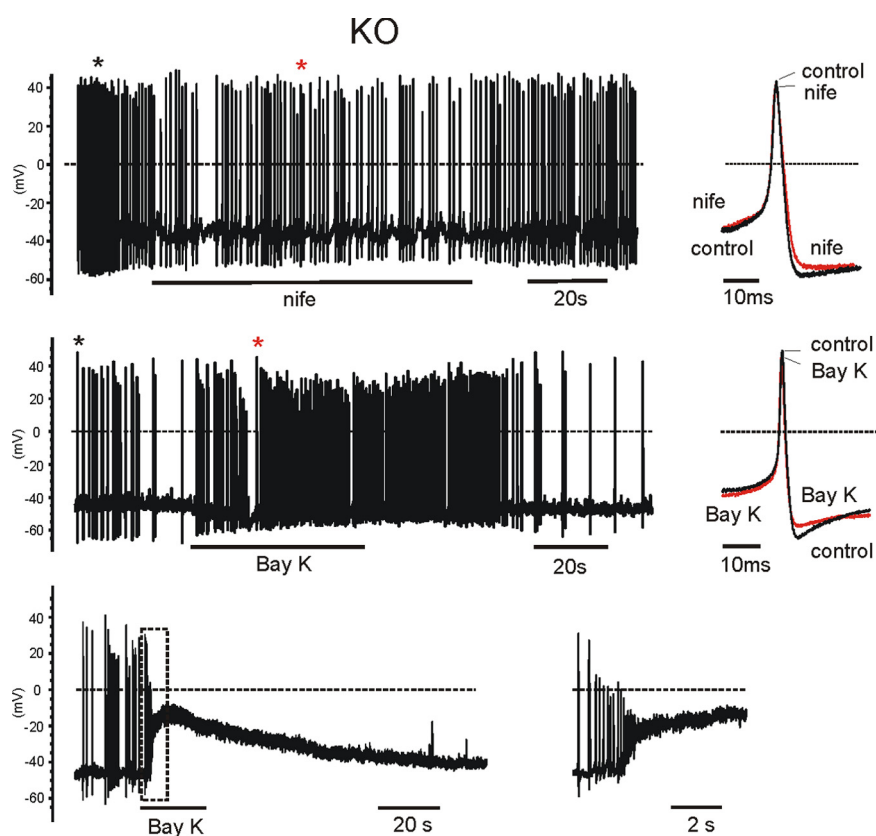 KO
* *
40
20
0
-20
-40
-60
(mV)
nife
20s
control
nife
nife
control
nife
10ms
* *
40
20
0
-20
-40
-60
(mV)
Bay K
20s
control
Bay K
Bay K
Bay K
control
10ms
40
20
0
-20
-40
-60
(mV)
Bay K
20 s
2 s